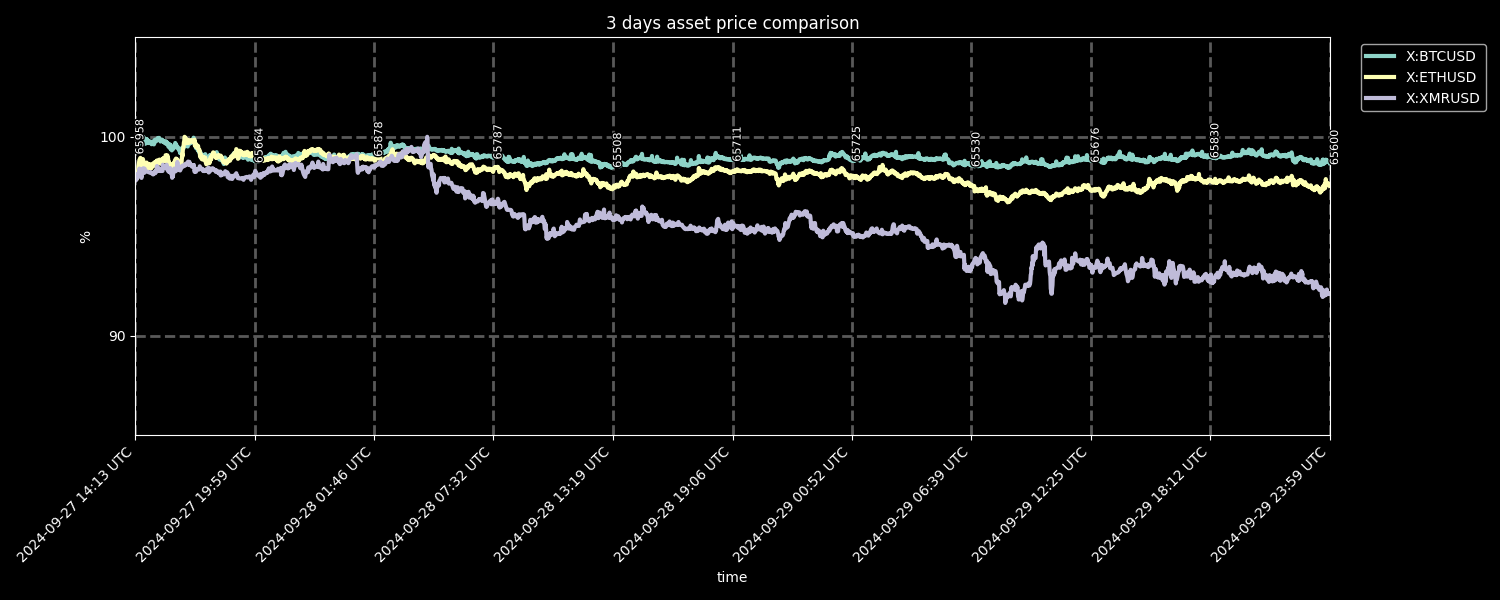 3 days asset price comparison
X:BTCUSD
X:ETHUSD
X:XMRUSD
100
90
%
65958
65664
65878
65787
65508
65711
65725
65530
65676
65830
65600
2024-09-27 14:13 UTC
2024-09-27 19:59 UTC
2024-09-28 01:46 UTC
2024-09-28 07:32 UTC
2024-09-28 13:19 UTC
2024-09-28 19:06 UTC
2024-09-29 00:52 UTC
2024-09-29 06:39 UTC
2024-09-29 12:25 UTC
2024-09-29 18:12 UTC
2024-09-29 23:59 UTC
time